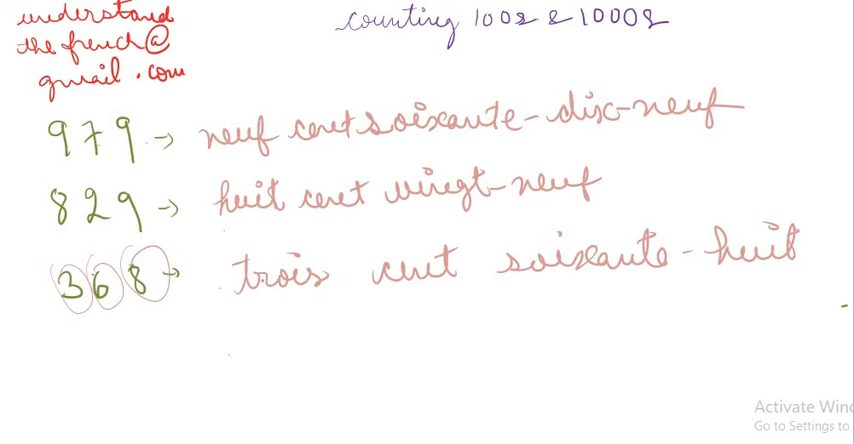 understand
the french@
gmail.com
counting 100s & 1000s
979 → neuf cent soixante-dix-neuf
829 → huit cent vingt-neuf
368 → trois cent soixante-huit
Activate Wind
Go to Settings to